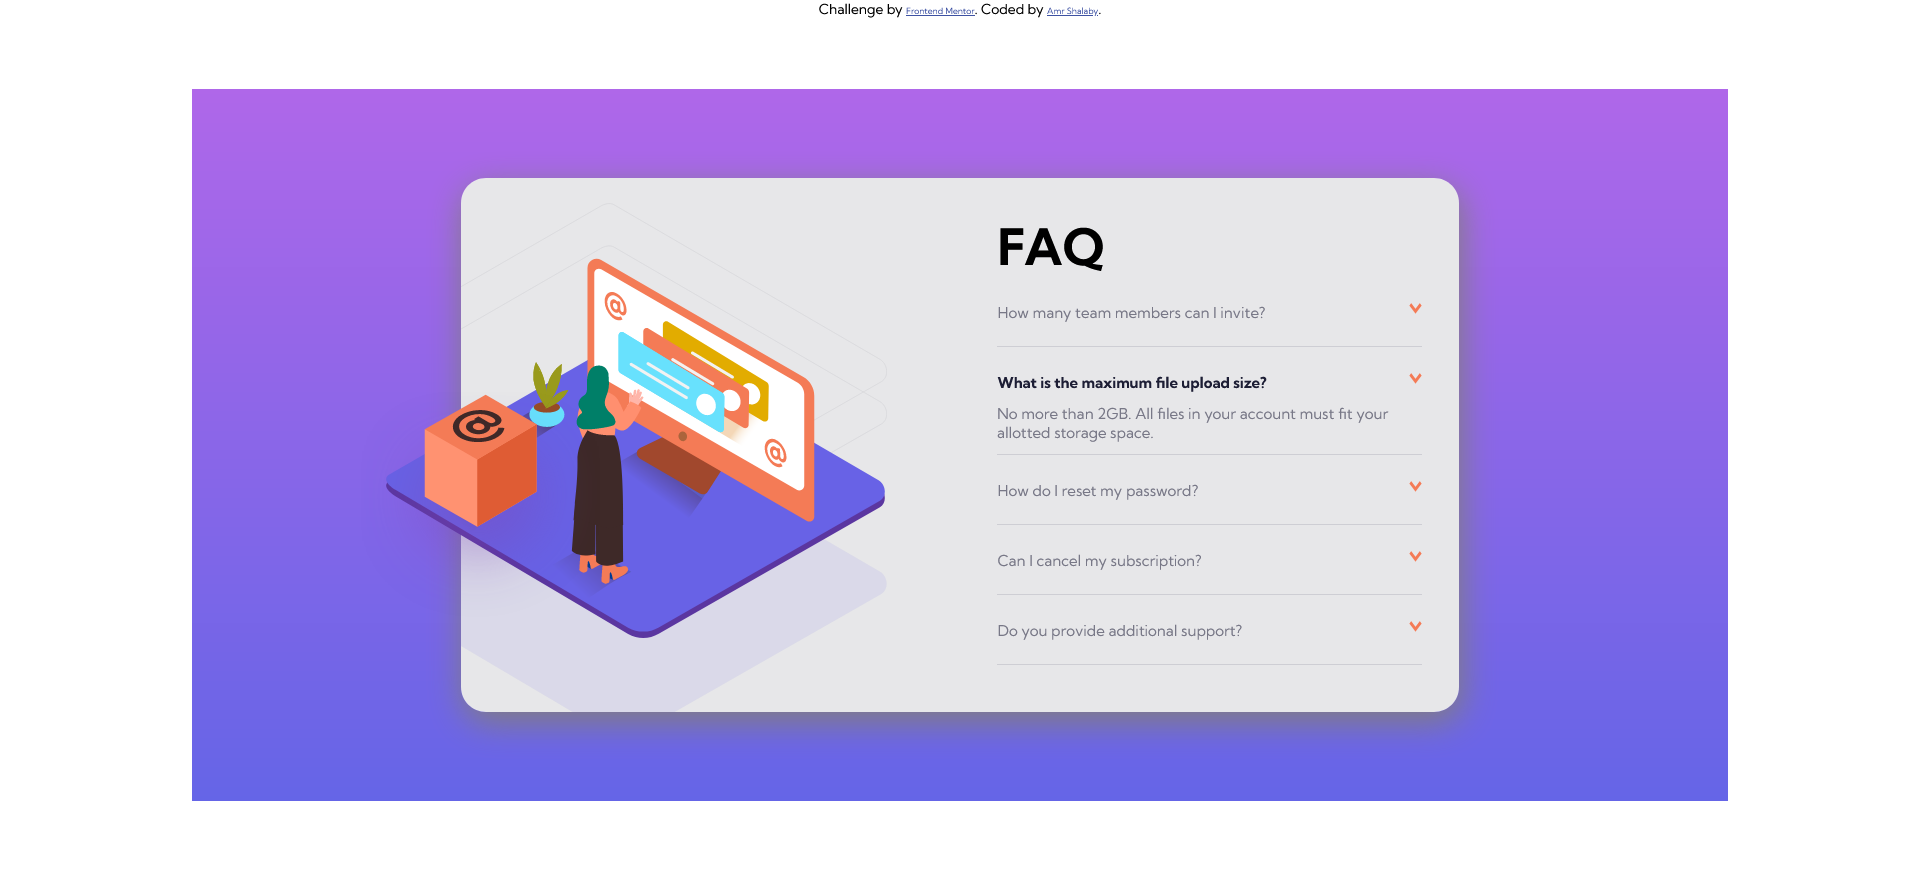 Challenge by Frontend Mentor. Coded by Amr Shalaby.
FAQ
How many team members can I invite?
What is the maximum file upload size?
No more than 2GB. All files in your account must fit your
allotted storage space.
How do I reset my password?
Can I cancel my subscription?
Do you provide additional support?
@
@
@